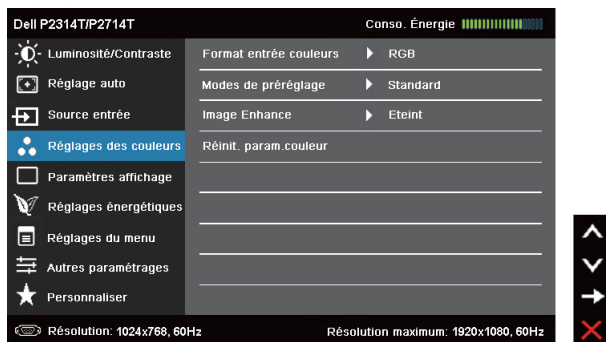 Dell P2314T/P2714T Conso. Énergie
Luminosité/Contraste Format entrée couleurs RGB
Réglage auto Modes de préréglage Standard
Source entrée Image Enhance Eteint
Réglages des couleurs Réinit. param.couleur
Paramètres affichage
Réglages énergétiques
Réglages du menu
Autres paramétrages
Personnaliser
Résolution: 1024x768, 60Hz Résolution maximum: 1920x1080, 60Hz